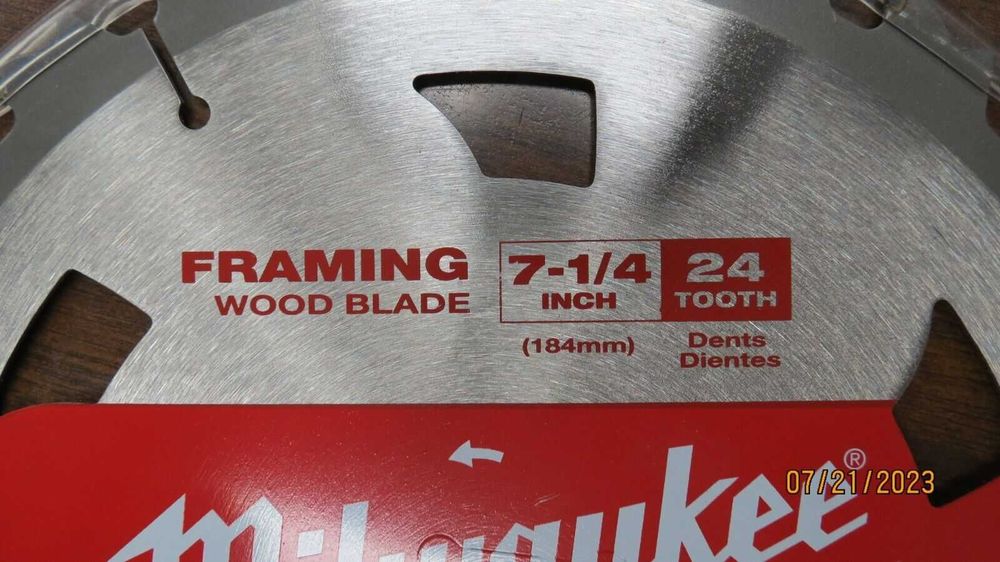 FRAMING
WOOD BLADE
7-1/4
INCH
(184mm)
24
TOOTH
Dents
Dientes
Milwaukee®
07/21/2023